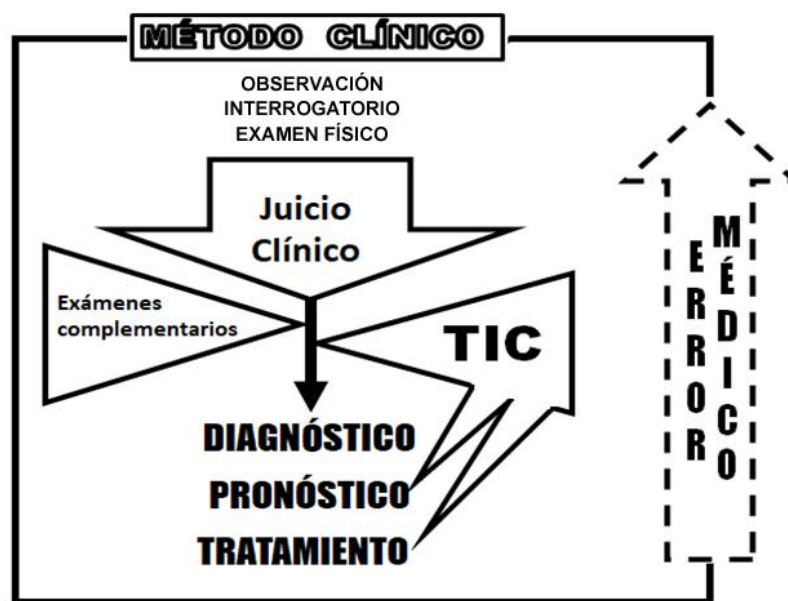 MÉTODO CLÍNICO
OBSERVACIÓN
INTERROGATORIO
EXAMEN FÍSICO
Juicio
Clínico
Exámenes
complementarios
TIC
DIAGNÓSTICO
PRONÓSTICO
TRATAMIENTO
ERROR
MÉDICO